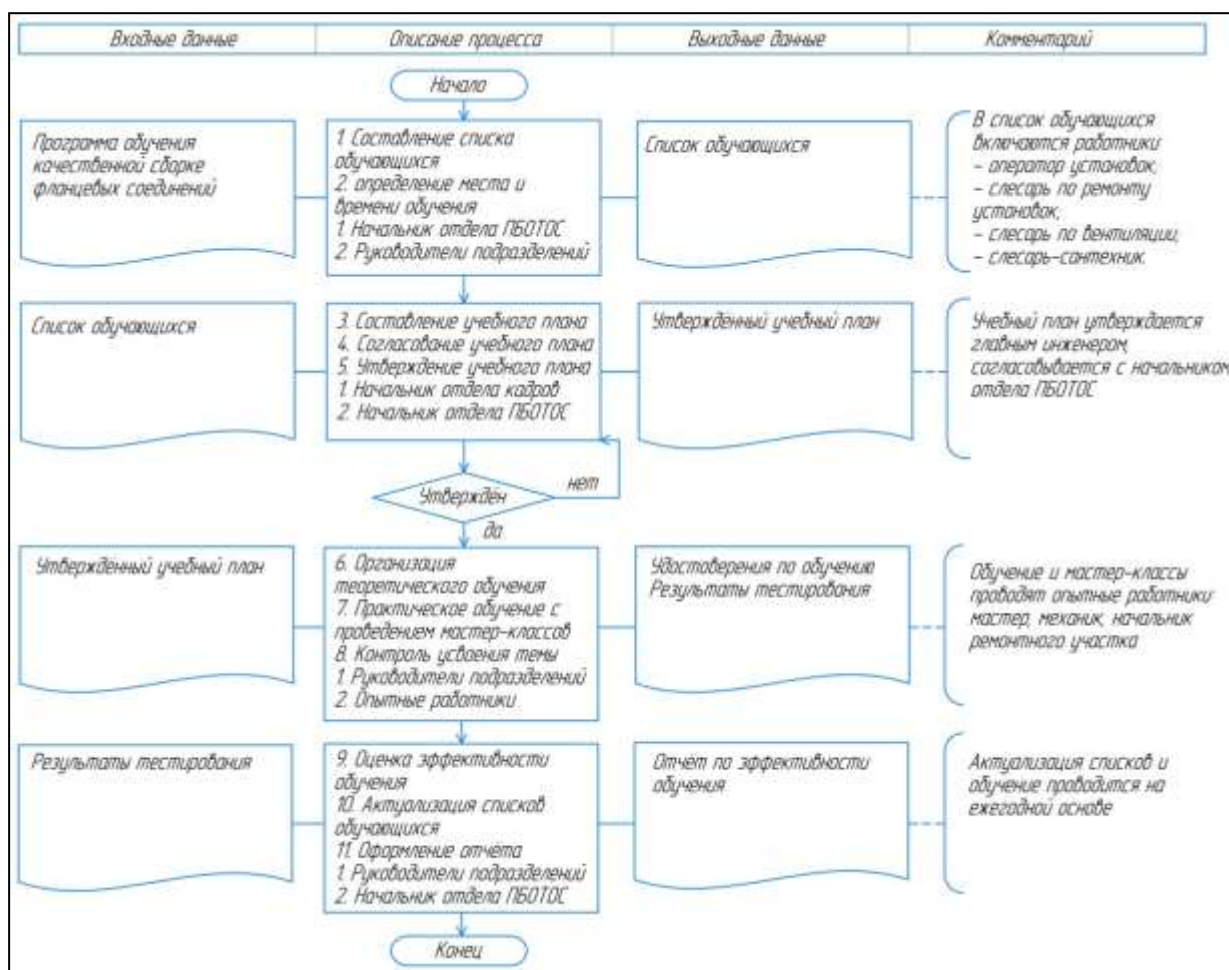 Входные данные
Описание процесса
Выходные данные
Комментарий
Начало
Программа обучения
качественной сборке
фланцевых соединений
1. Составление списка
обучающихся
2. определение места и
времени обучения
1. Начальник отдела ПБОТОС
2. Руководители подразделений
Список обучающихся
В список обучающихся
включаются работники
- оператор установок;
- слесарь по ремонту
установок;
- слесарь по вентиляции;
- слесарь-сантехник.
Список обучающихся
3. Составление учебного плана
4. Согласование учебного плана
5. Утверждение учебного плана
1. Начальник отдела кадров
2. Начальник отдела ПБОТОС
Утверждённый учебный план
Учебный план утверждается
главным инженером,
согласовывается с начальником
отдела ПБОТОС
Утверждён
нет
да
Утверждённый учебный план
6. Организация
теоретического обучения
7. Практическое обучение с
проведением мастер-классов
8. Контроль усвоения темы
1. Руководители подразделений
2. Опытные работники
Удостоверения по обучению
Результаты тестирования
Обучение и мастер-классы
проводят опытные работники:
мастер, механик, начальник
ремонтного участка
Результаты тестирования
9. Оценка эффективности
обучения
10. Актуализация списков
обучающихся
11. Оформление отчёта
1. Руководители подразделений
2. Начальник отдела ПБОТОС
Отчёт по эффективности
обучения
Актуализация списков и
обучение проводится на
ежегодной основе
Конец